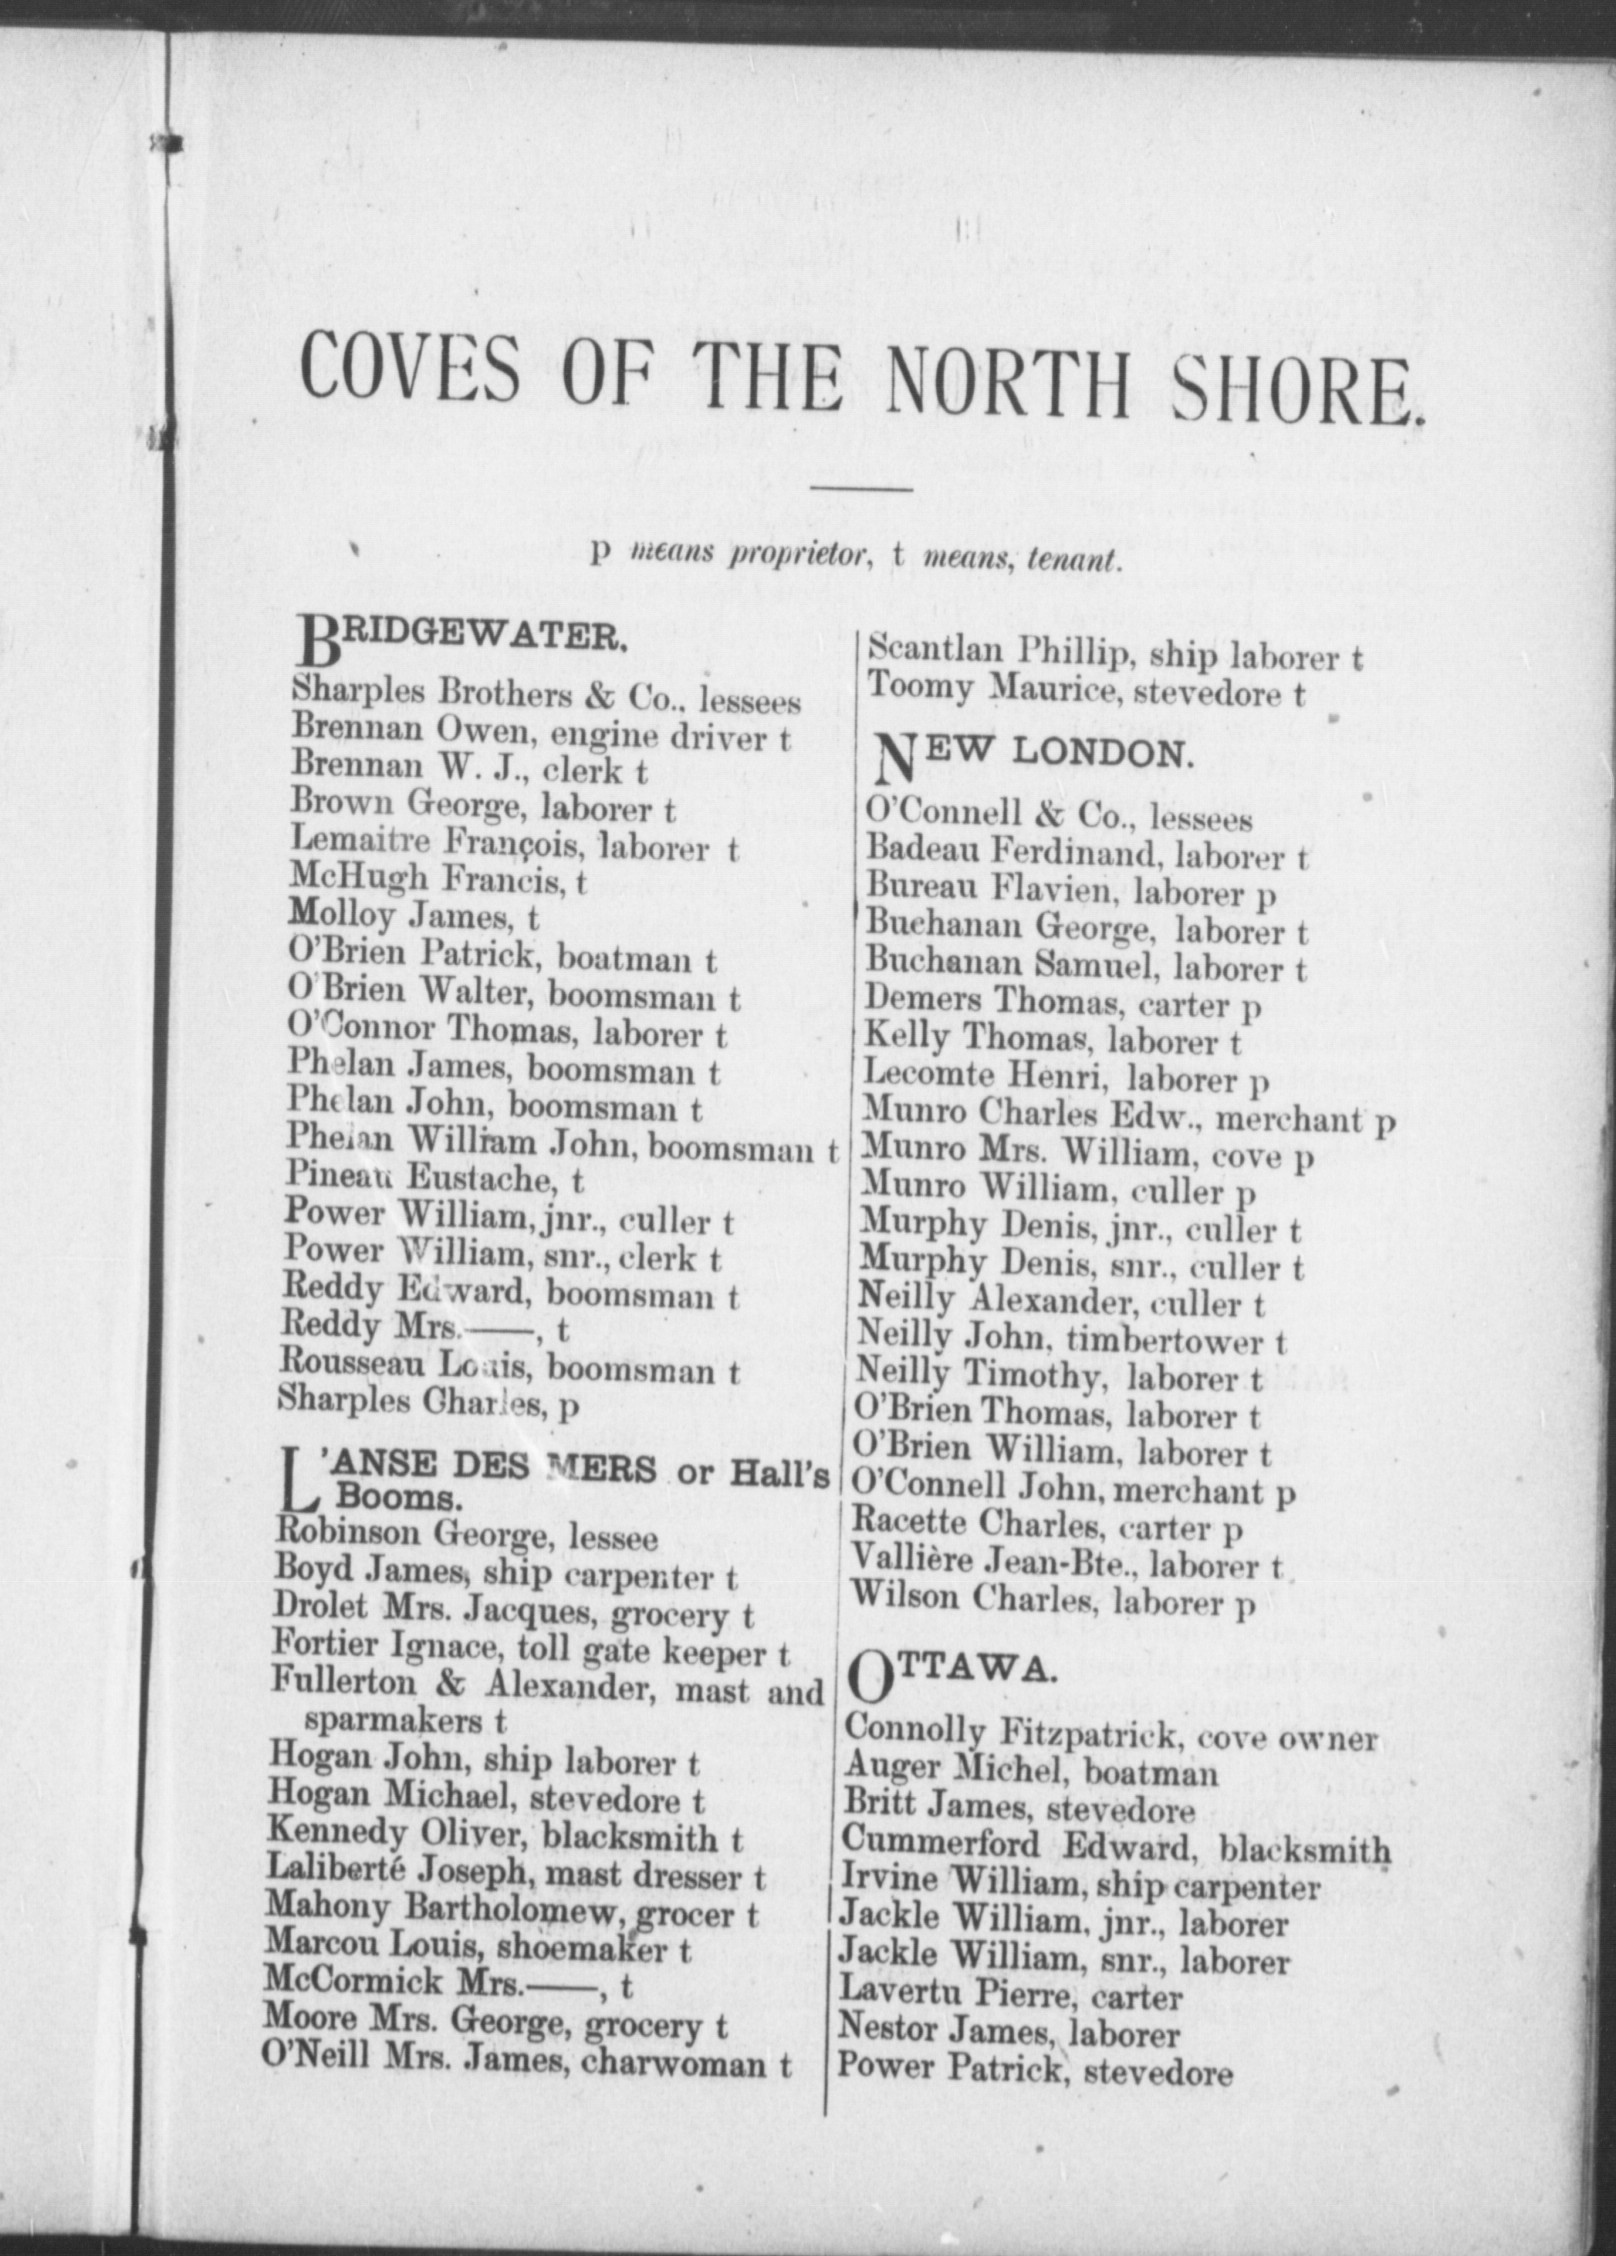 COVES OF THE NORTH SHORE.
p means proprietor, t means, tenant.
BRIDGEWATER.
Sharples Brothers & Co., lessees
Brennan Owen, engine driver t
Brennan W. J., clerk t
Brown George, laborer t
Lemaitre François, laborer t
McHugh Francis, t
Molloy James, t
O'Brien Patrick, boatman t
O'Brien Walter, boomsman t
O'Connor Thomas, laborer t
Phelan James, boomsman t
Phelan John, boomsman t
Phelan William John, boomsman t
Pineau Eustache, t
Power William, jnr., culler t
Power William, snr., clerk t
Reddy Edward, boomsman t
Reddy Mrs.——, t
Rousseau Louis, boomsman t
Sharples Charles, p
L'ANSE DES MERS or Hall's
Booms.
Robinson George, lessee
Boyd James, ship carpenter t
Drolet Mrs. Jacques, grocery t
Fortier Ignace, toll gate keeper t
Fullerton & Alexander, mast and
sparmakers t
Hogan John, ship laborer t
Hogan Michael, stevedore t
Kennedy Oliver, blacksmith t
Laliberté Joseph, mast dresser t
Mahony Bartholomew, grocer t
Marcou Louis, shoemaker t
McCormick Mrs.——, t
Moore Mrs. George, grocery t
O'Neill Mrs. James, charwoman t
Scantlan Phillip, ship laborer t
Toomy Maurice, stevedore t
NEW LONDON.
O'Connell & Co., lessees
Badeau Ferdinand, laborer t
Bureau Flavien, laborer p
Buchanan George, laborer t
Buchanan Samuel, laborer t
Demers Thomas, carter p
Kelly Thomas, laborer t
Lecomte Henri, laborer p
Munro Charles Edw., merchant p
Munro Mrs. William, cove p
Munro William, culler p
Murphy Denis, jnr., culler t
Murphy Denis, snr., culler t
Neilly Alexander, culler t
Neilly John, timbertower t
Neilly Timothy, laborer t
O'Brien Thomas, laborer t
O'Brien William, laborer t
O'Connell John, merchant p
Racette Charles, carter p
Vallière Jean-Bte., laborer t
Wilson Charles, laborer p
OTTAWA.
Connolly Fitzpatrick, cove owner
Auger Michel, boatman
Britt James, stevedore
Cummerford Edward, blacksmith
Irvine William, ship carpenter
Jackle William, jnr., laborer
Jackle William, snr., laborer
Lavertu Pierre, carter
Nestor James, laborer
Power Patrick, stevedore